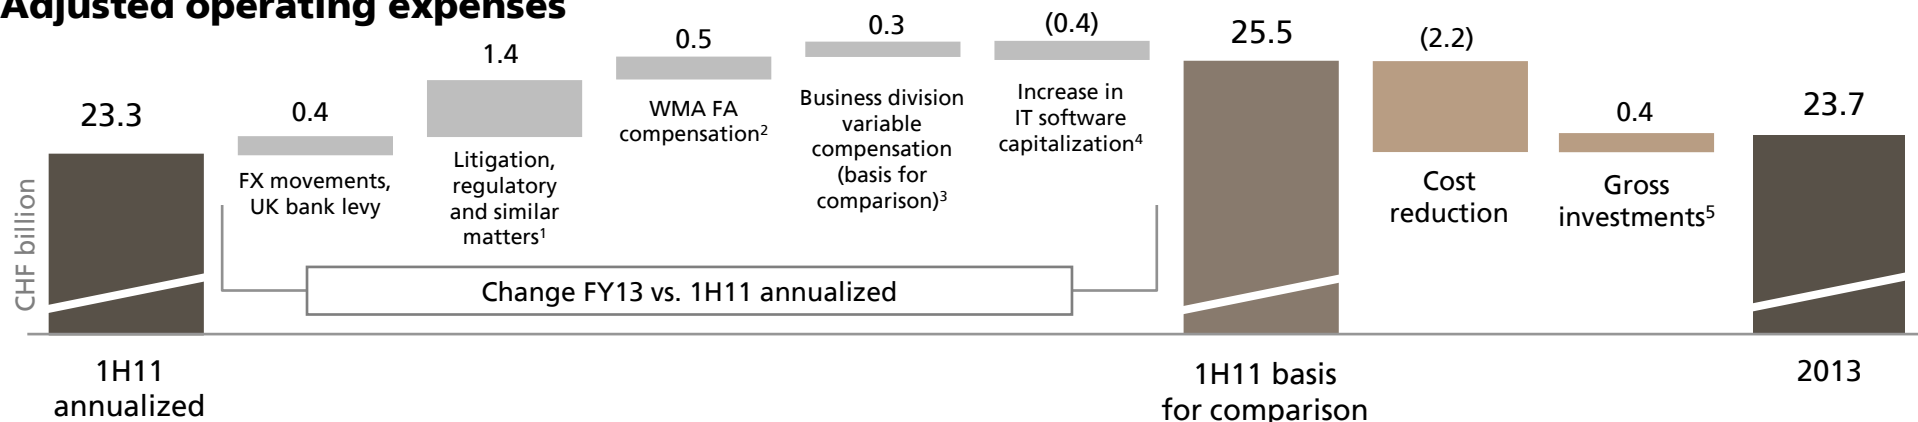 Adjusted operating expenses
CHF billion
23.3
1H11
annualized
0.4
FX movements,
UK bank levy
1.4
Litigation,
regulatory
and similar
matters1
0.5
WMA FA
compensation2
0.3
Business division
variable
compensation
(basis for
comparison)3
(0.4)
Increase in
IT software
capitalization4
Change FY13 vs. 1H11 annualized
25.5
1H11 basis
for comparison
(2.2)
Cost
reduction
0.4
Gross
investments5
23.7
2013